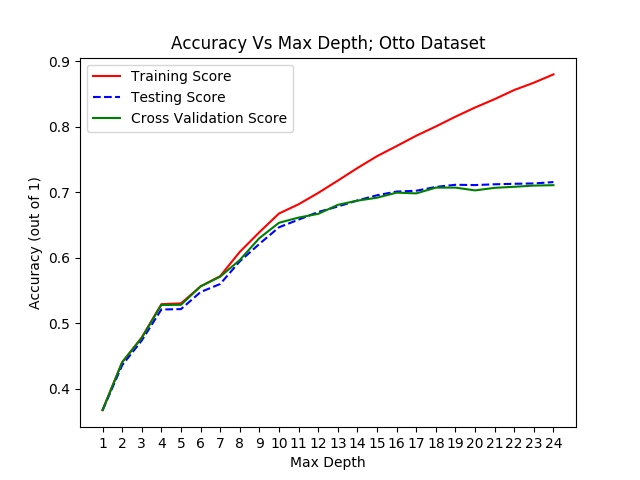 Accuracy Vs Max Depth; Otto Dataset
Training Score
Testing Score
Cross Validation Score
Accuracy (out of 1)
0.9
0.8
0.7
0.6
0.5
0.4
1 2 3 4 5 6 7 8 9 10 11 12 13 14 15 16 17 18 19 20 21 22 23 24
Max Depth